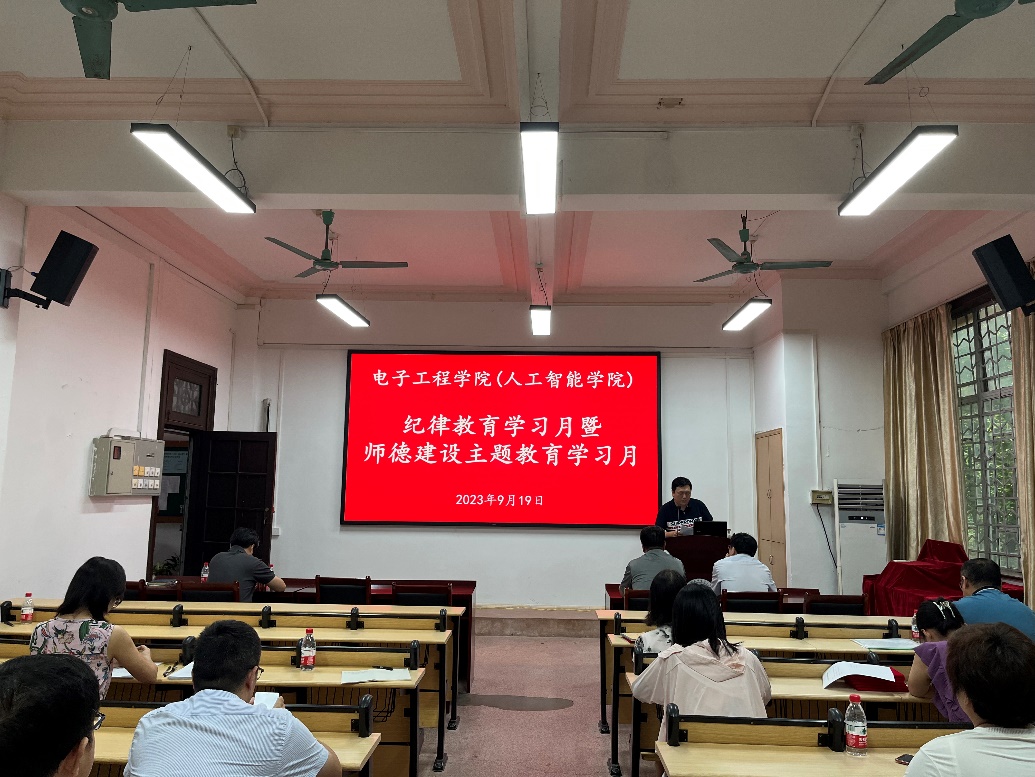 电子工程学院(人工智能学院)
纪律教育学习月暨
师德建设主题教育学习月
2023年9月19日